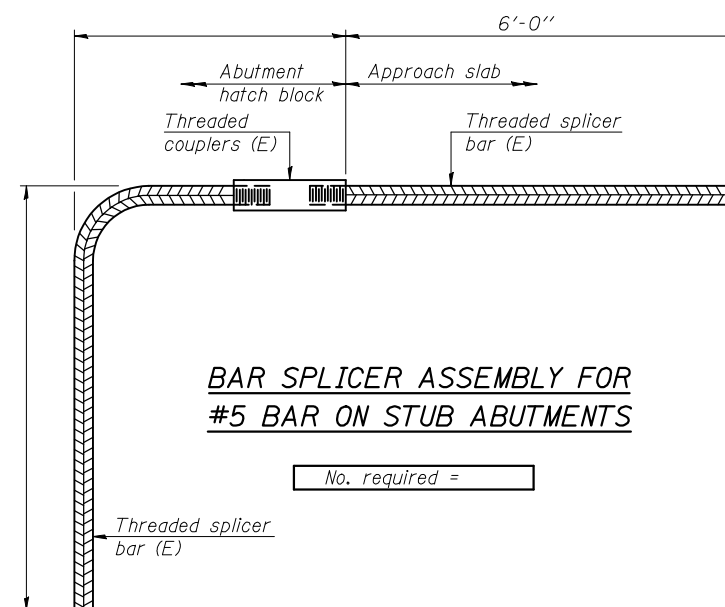 6'-0"
Abutment
hatch block
Approach slab
Threaded
couplers (E)
Threaded splicer
bar (E)
BAR SPLICER ASSEMBLY FOR
#5 BAR ON STUB ABUTMENTS
No. required =
Threaded splicer
bar (E)